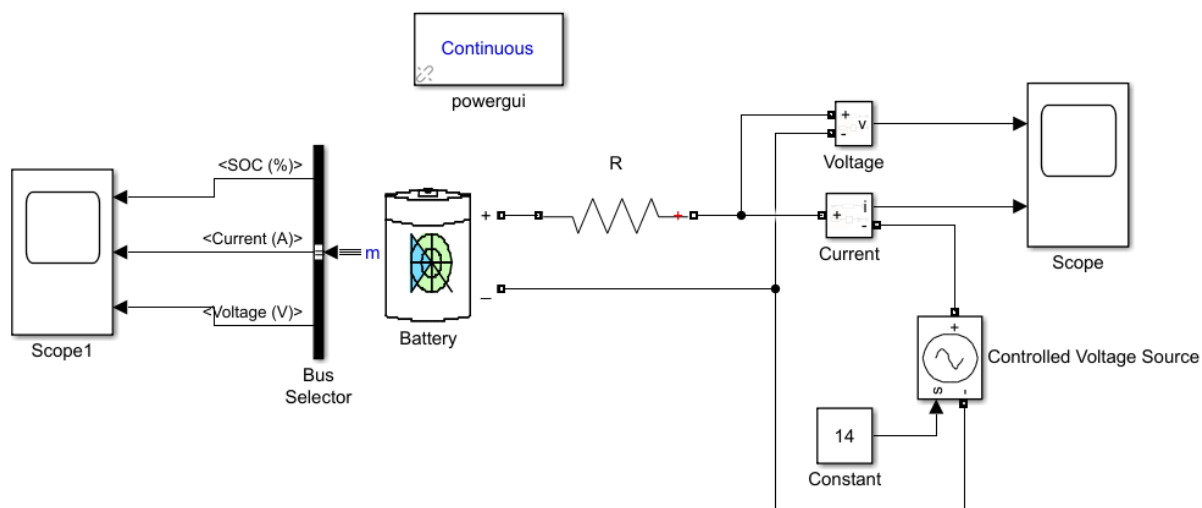 Continuous
powergui
<SOC (%)>
<Current (A)>
<Voltage (V)>
Scope1
Bus
Selector
m
Battery
+
_
R
+
+
-
v
Voltage
+
i
-
Current
Scope
+
s
-
Controlled Voltage Source
14
Constant